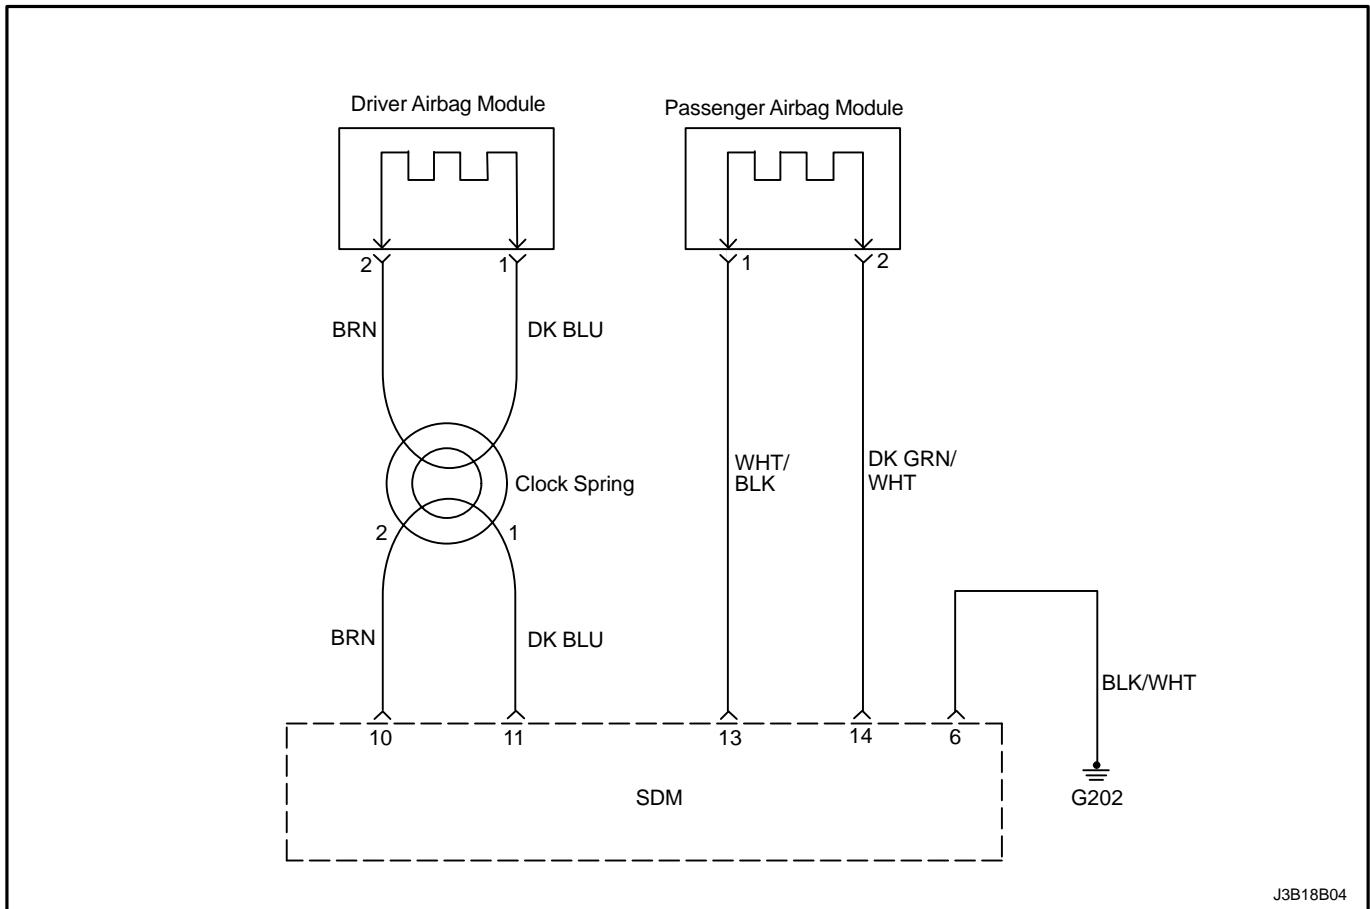 Driver Airbag Module
Passenger Airbag Module
2
1
1
2
BRN
DK BLU
WHT/
BLK
DK GRN/
WHT
Clock Spring
2
1
BRN
DK BLU
BLK/WHT
10
11
13
14
6
SDM
G202
J3B18B04